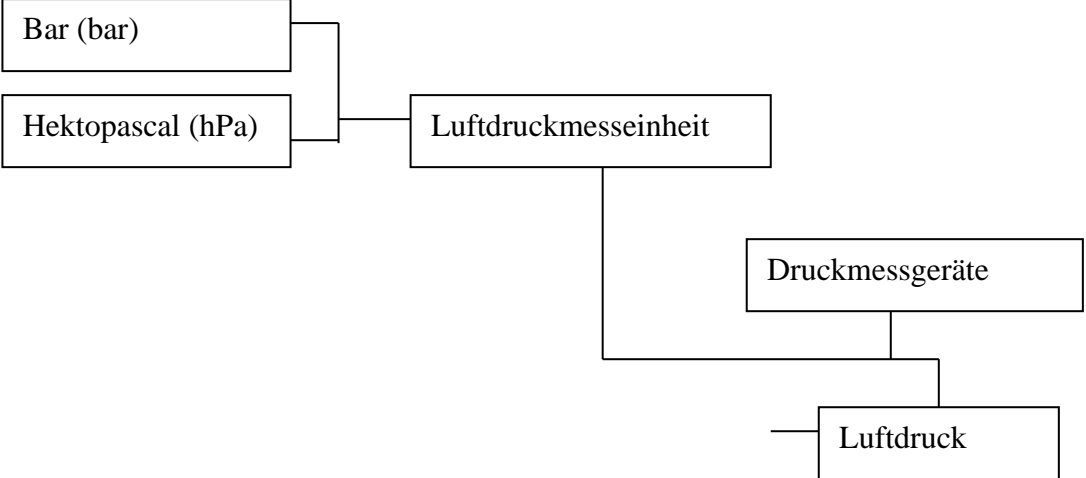 Bar (bar)
Hektopascal (hPa)
Luftdruckmesseinheit
Druckmessgeräte
Luftdruck